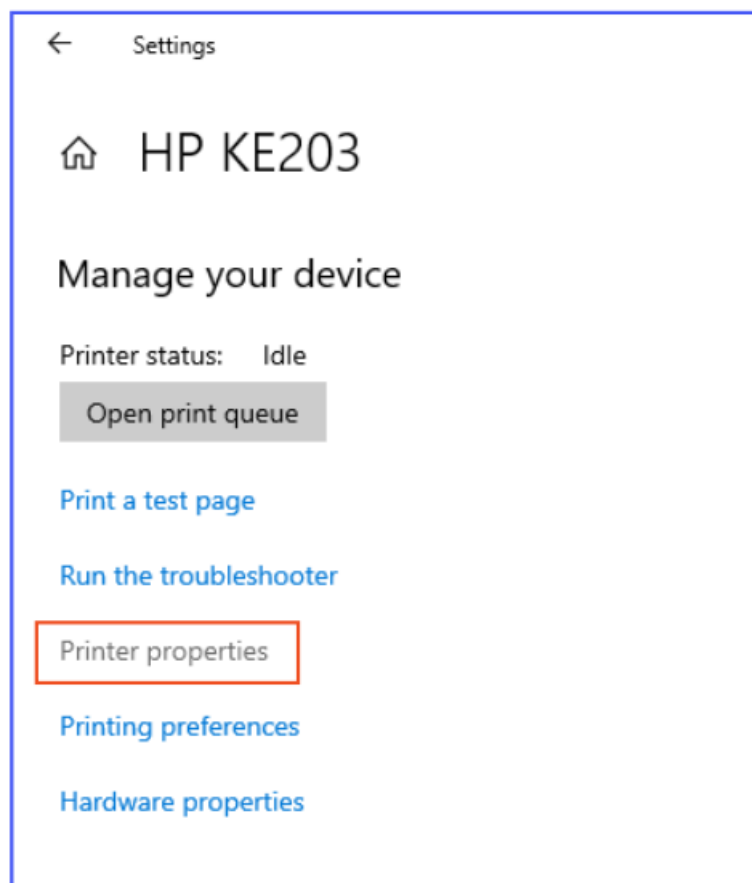 Settings
HP KE203
Manage your device
Printer status: Idle
Open print queue
Print a test page
Run the troubleshooter
Printer properties
Printing preferences
Hardware properties